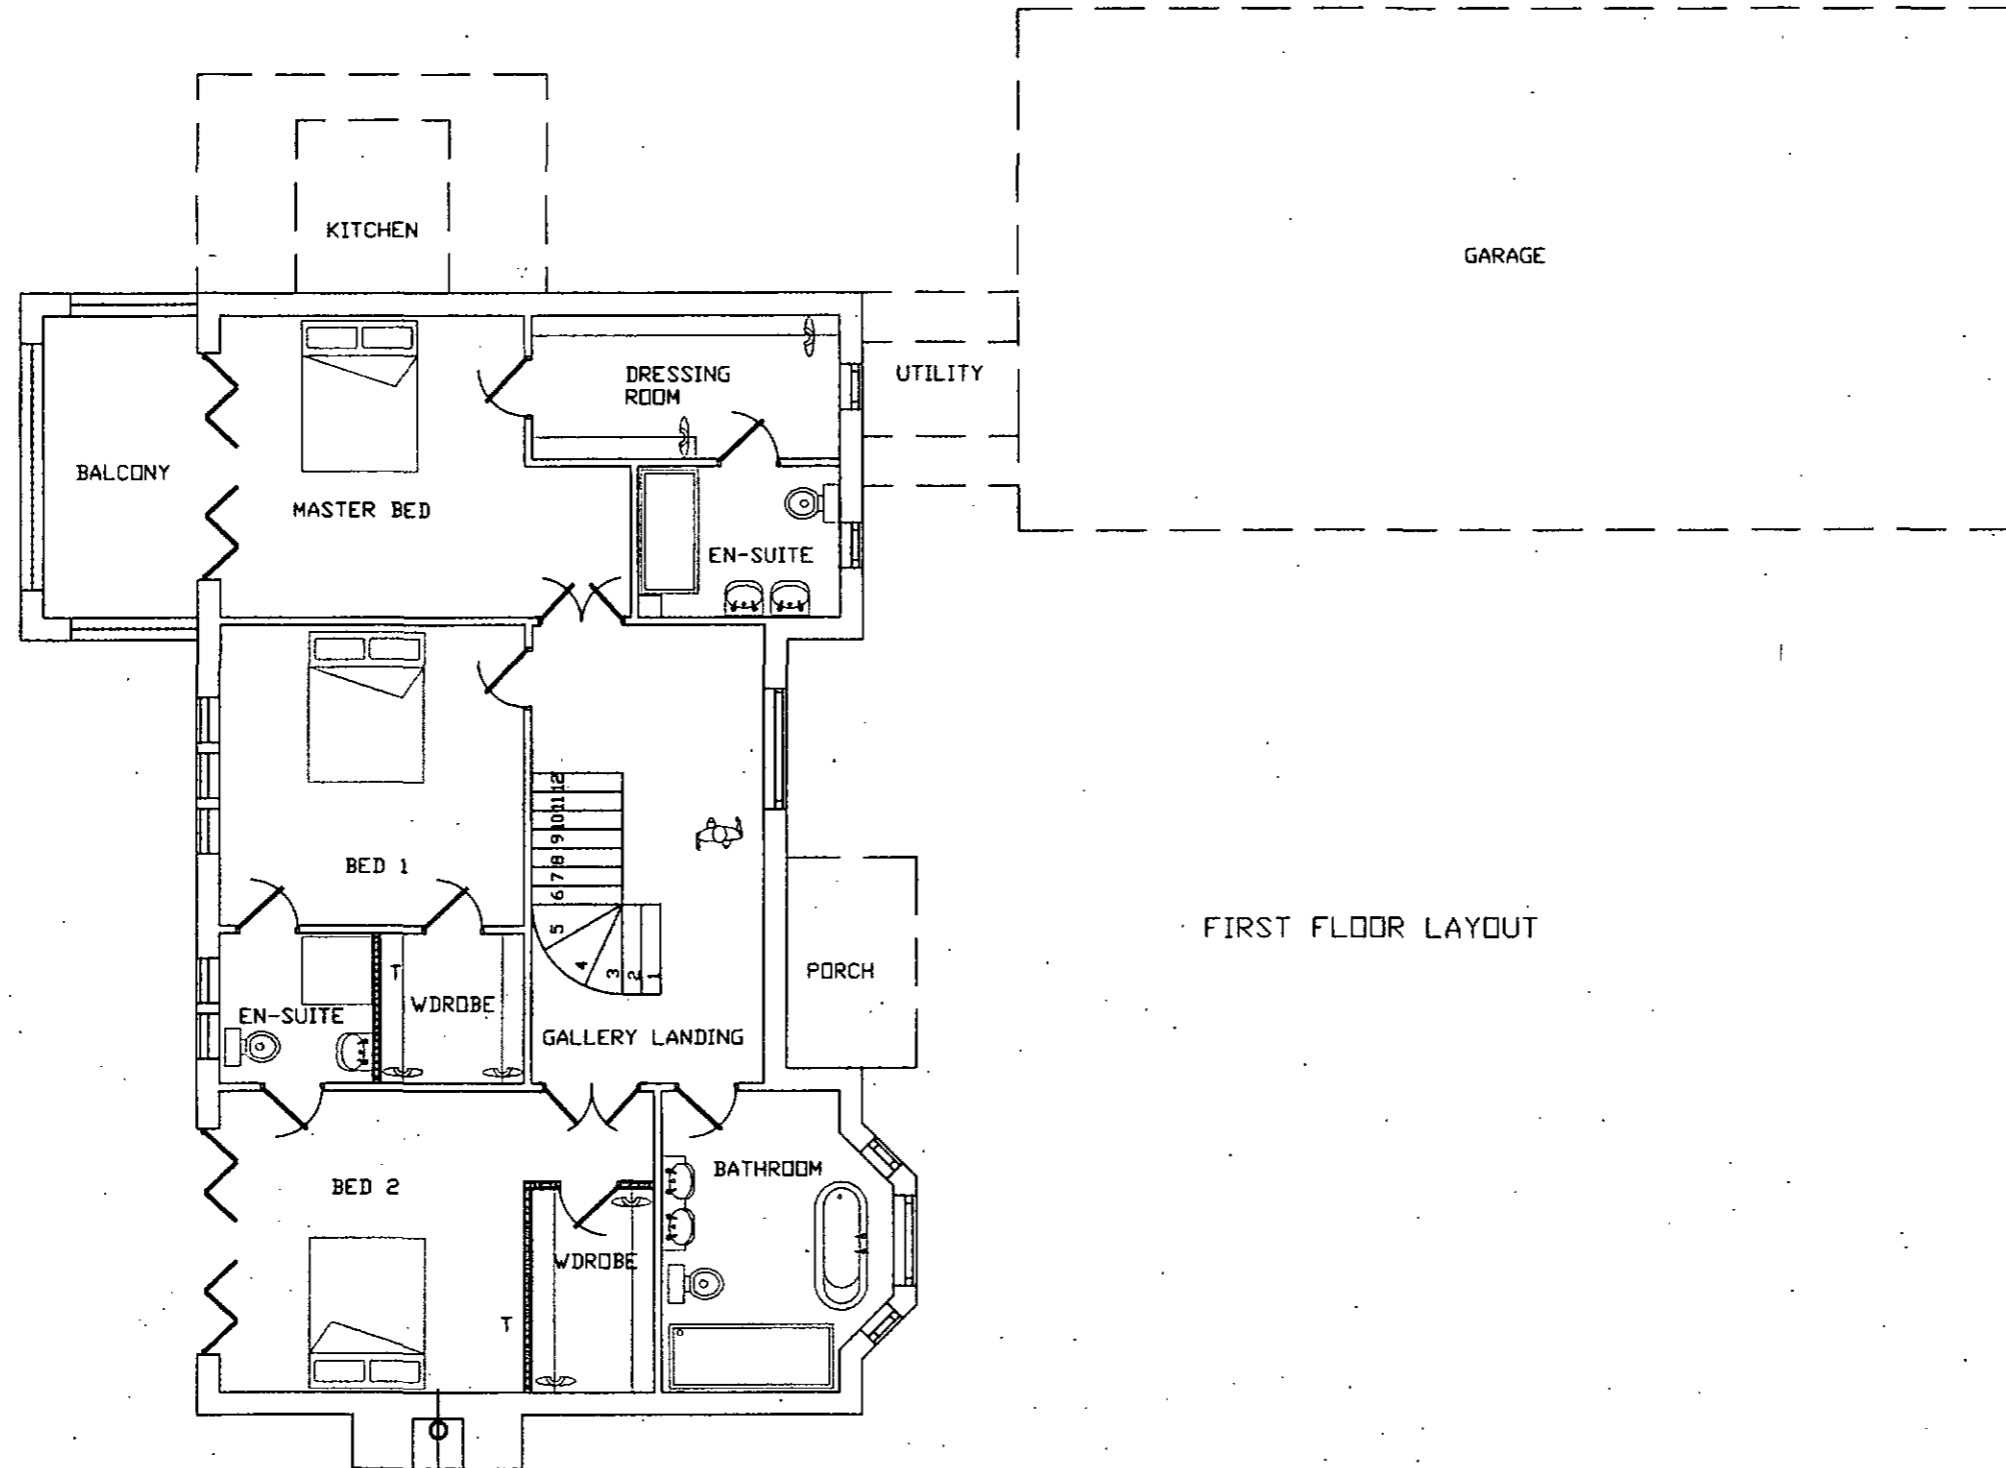 KITCHEN
GARAGE
DRESSING
ROOM
UTILITY
BALCONY
MASTER BED
EN-SUITE
12
11
10
9
8
7
6
5
4
3
2
1
BED 1
FIRST FLOOR LAYOUT
PORCH
T
WDROBE
EN-SUITE
GALLERY LANDING
BATHROOM
BED 2
WDROBE
T